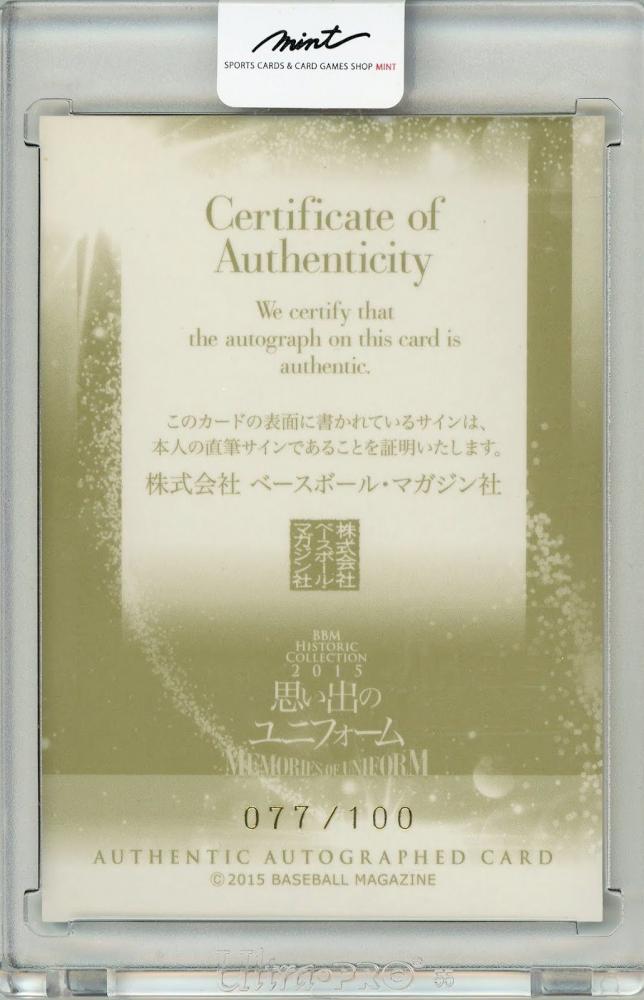 mint
SPORTS CARDS & CARD GAMES SHOP MINT
Certificate of
Authenticity
We certify that
the autograph on this card is
authentic.
このカードの表面に書かれているサインは、
本人の直筆サインであることを証明いたします。
株式会社 ベースボール・マガジン社
株式会社
ベースボール・
マガジン社
BBM
HISTORIC
COLLECTION
2015
思い出の
ユニフォーム
MEMORIES OF UNIFORM
077/100
AUTHENTIC AUTOGRAPHED CARD
©2015 BASEBALL MAGAZINE
Ultra·PRO®